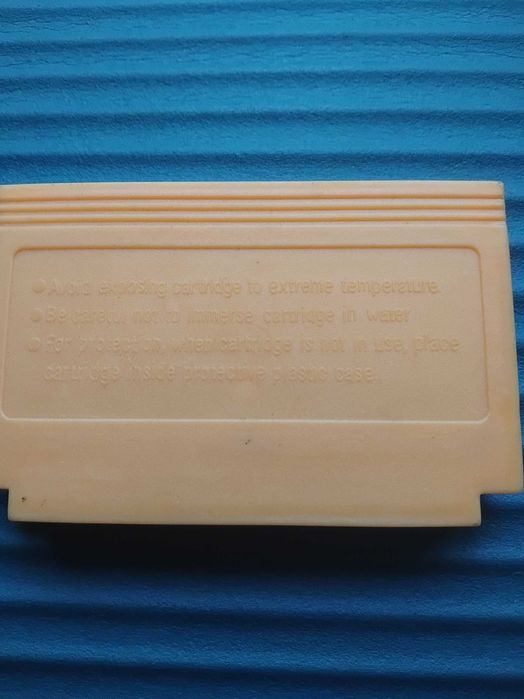 ● Avoid exposing cartridge to extreme temperature.
● Be careful not to immerse cartridge in water
● For protection, when cartridge is not in use, place
cartridge inside protective plastic case.